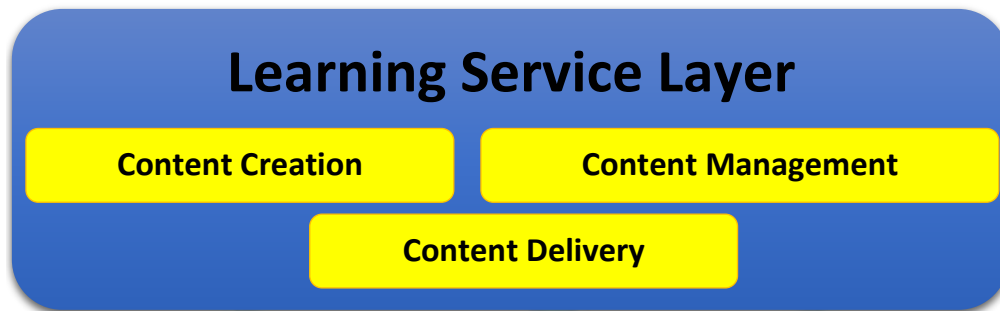 Learning Service Layer
Content Creation
Content Management
Content Delivery